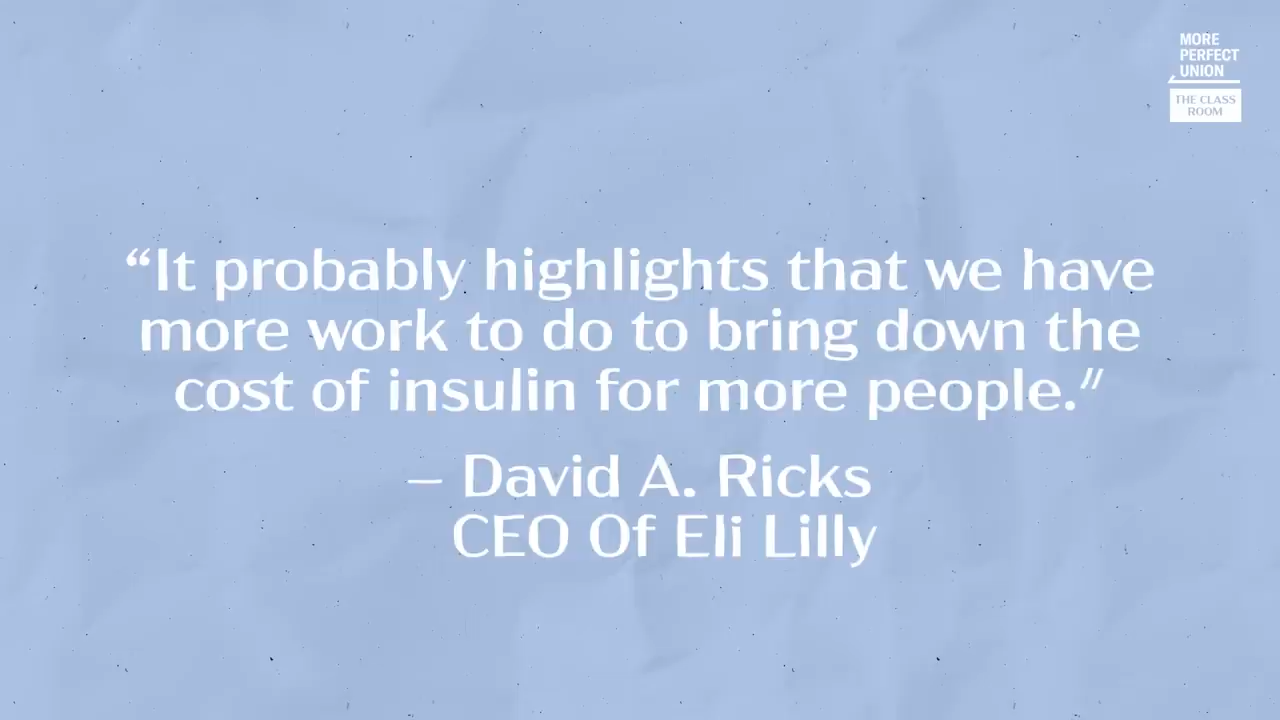 MORE
PERFECT
UNION
THE CLASS
ROOM
“It probably highlights that we have
more work to do to bring down the
cost of insulin for more people.”
– David A. Ricks
CEO Of Eli Lilly